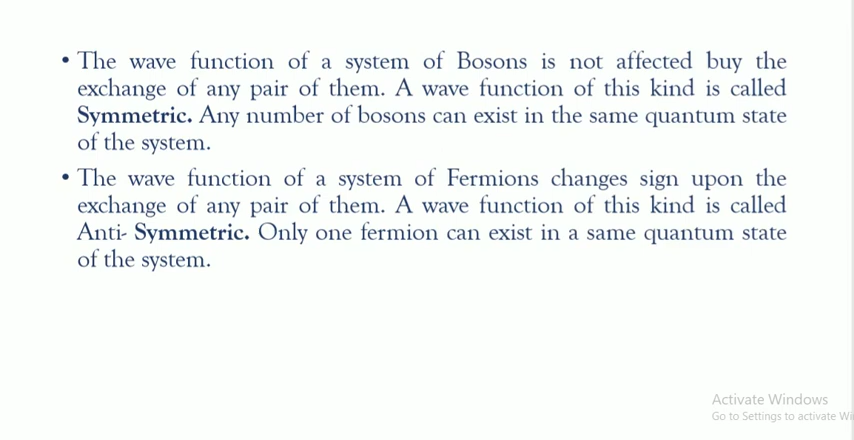 • The wave function of a system of Bosons is not affected buy the
exchange of any pair of them. A wave function of this kind is called
Symmetric. Any number of bosons can exist in the same quantum state
of the system.
• The wave function of a system of Fermions changes sign upon the
exchange of any pair of them. A wave function of this kind is called
Anti- Symmetric. Only one fermion can exist in a same quantum state
of the system.
Activate Windows
Go to Settings to activate Wi